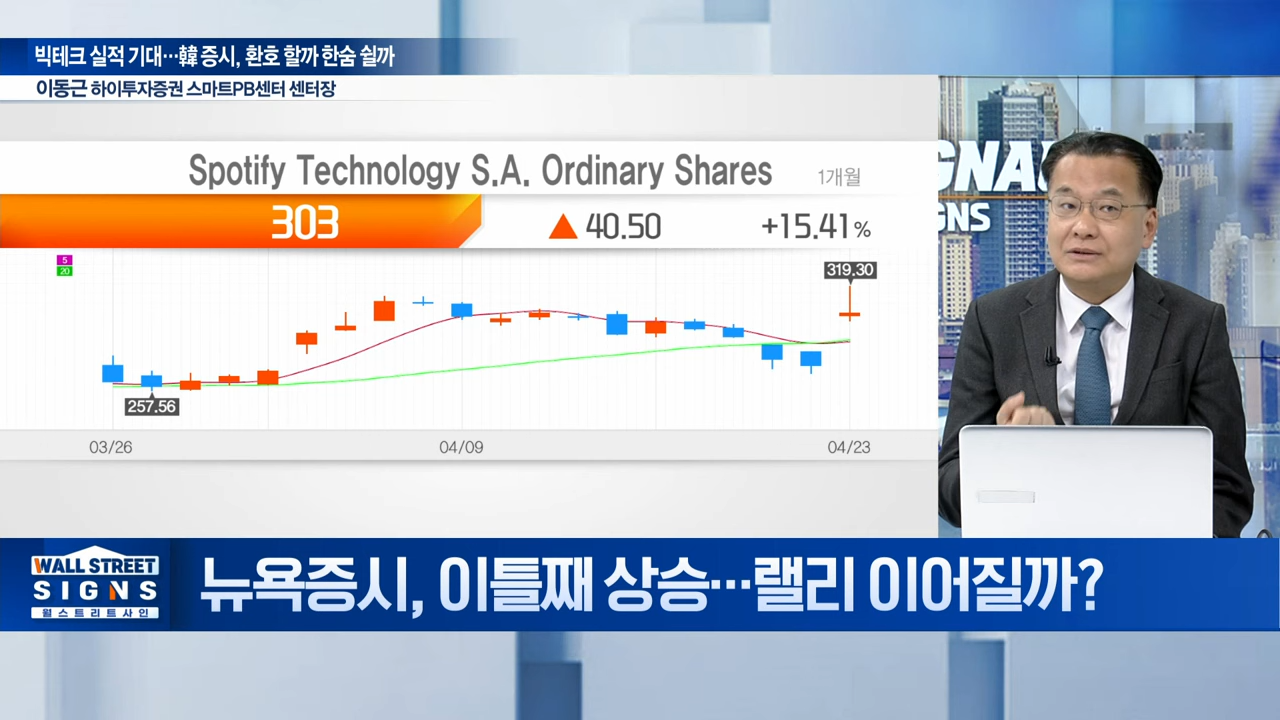 빅테크 실적 기대…韓 증시, 환호 할까 한숨 쉴까
이동근 하이투자증권 스마트PB센터 센터장
Spotify Technology S.A. Ordinary Shares 1개월
303 ▲ 40.50 +15.41%
5
20
319.30
257.56
03/26 04/09 04/23
GNAL
GNS
WALL STREET
SIGNS
월스트리트사인
뉴욕증시, 이틀째 상승…랠리 이어질까?